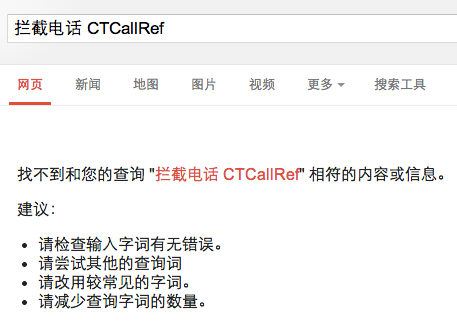 拦截电话 CTCallRef
网页 新闻 地图 图片 视频 更多 搜索工具
找不到和您的查询 "拦截电话 CTCallRef" 相符的内容或信息。
建议：
• 请检查输入字词有无错误。
• 请尝试其他的查询词
• 请改用较常见的字词。
• 请减少查询字词的数量。